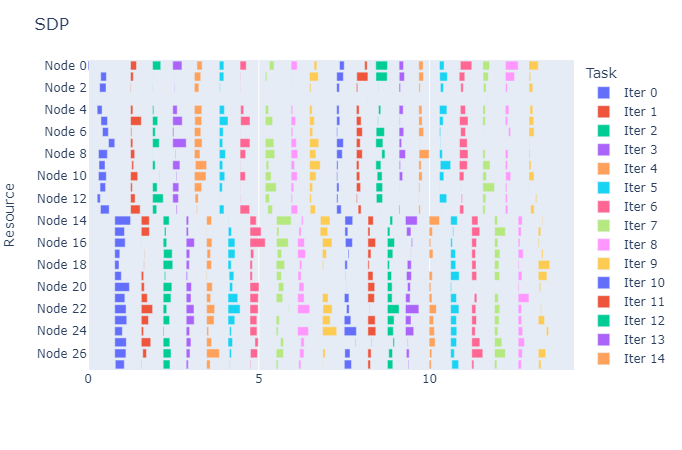 SDP
Resource
Node 0
Node 2
Node 4
Node 6
Node 8
Node 10
Node 12
Node 14
Node 16
Node 18
Node 20
Node 22
Node 24
Node 26
0 5 10
Task
Iter 0
Iter 1
Iter 2
Iter 3
Iter 4
Iter 5
Iter 6
Iter 7
Iter 8
Iter 9
Iter 10
Iter 11
Iter 12
Iter 13
Iter 14